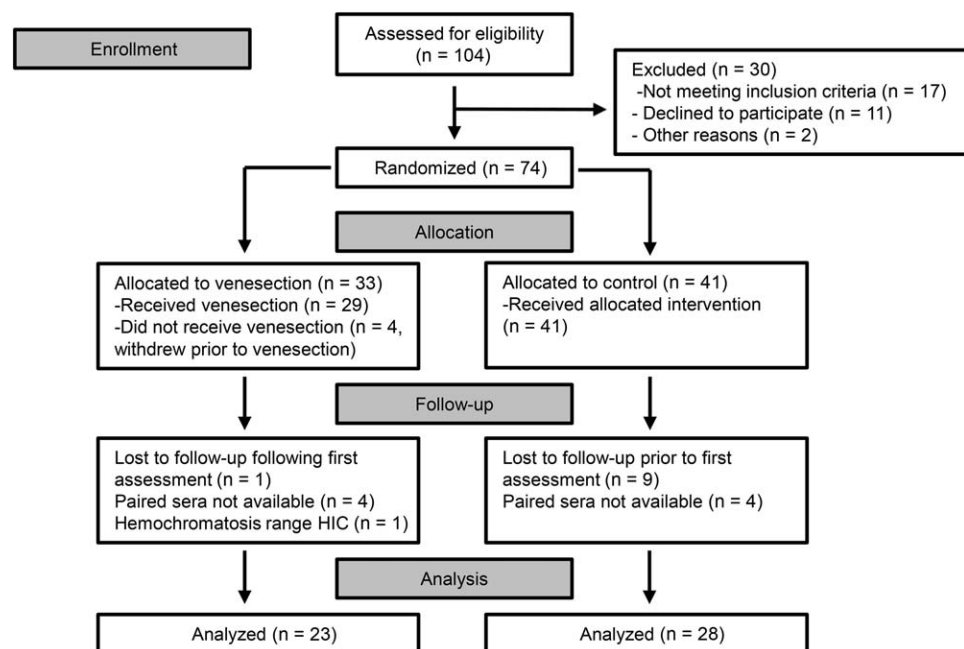 Assessed for eligibility
(n = 104)
Enrollment
Excluded (n = 30)
-Not meeting inclusion criteria (n = 17)
- Declined to participate (n = 11)
- Other reasons (n = 2)
Randomized (n = 74)
Allocation
Allocated to venesection (n = 33)
-Received venesection (n = 29)
-Did not receive venesection (n = 4,
withdrew prior to venesection)
Allocated to control (n = 41)
-Received allocated intervention
(n = 41)
Follow-up
Lost to follow-up following first
assessment (n = 1)
Paired sera not available (n = 4)
Hemochromatosis range HIC (n = 1)
Lost to follow-up prior to first
assessment (n = 9)
Paired sera not available (n = 4)
Analysis
Analyzed (n = 23)
Analyzed (n = 28)